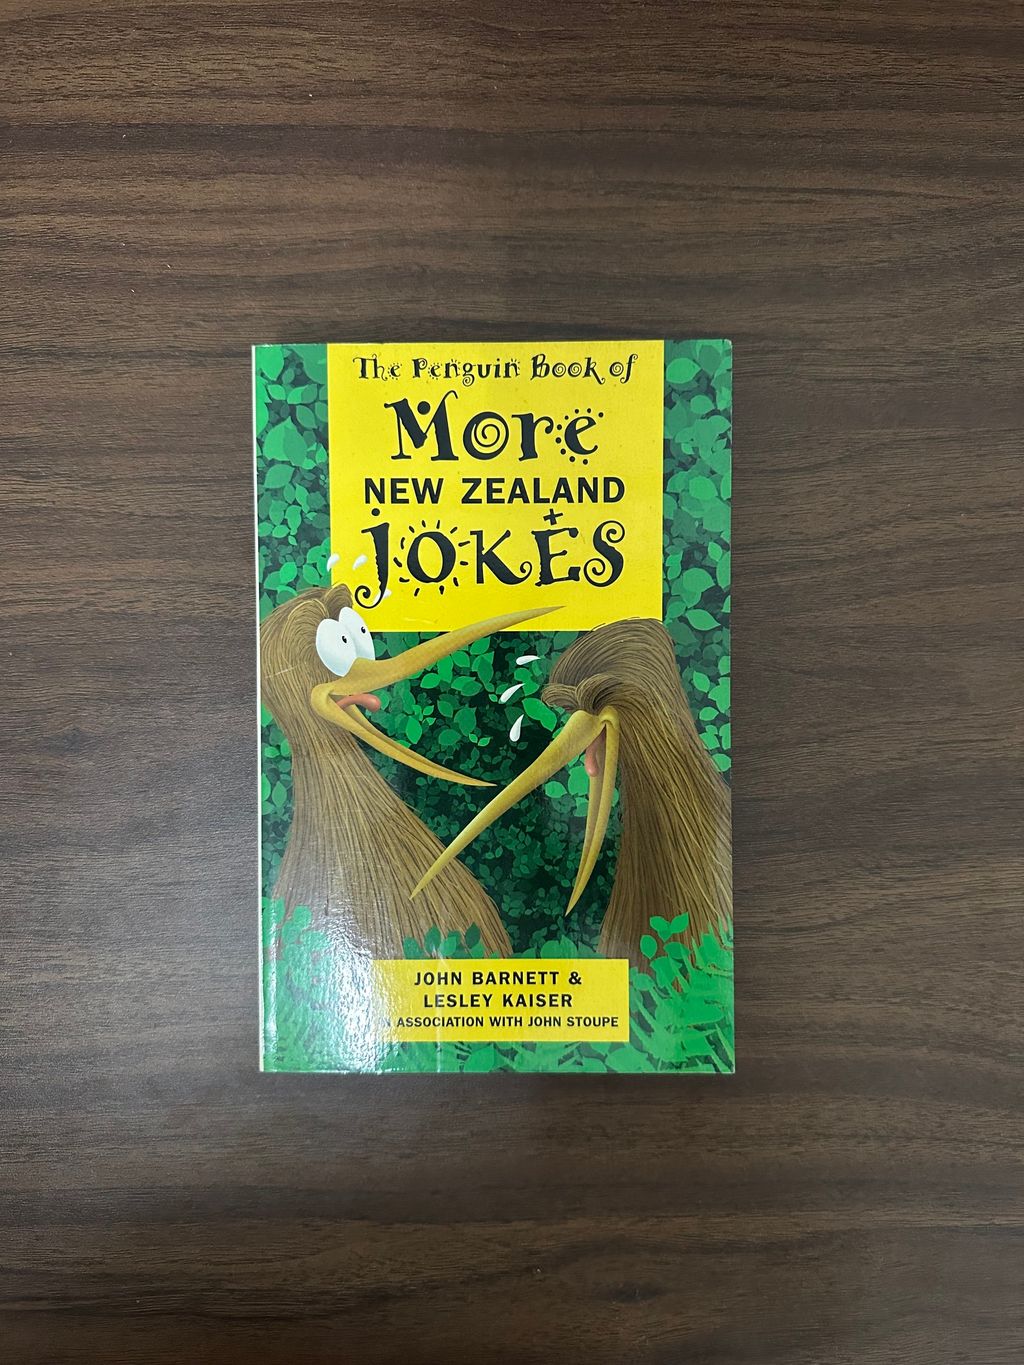 The Penguin Book of
More
NEW ZEALAND
JOKES
JOHN BARNETT &
LESLEY KAISER
ASSOCIATION WITH JOHN STOUPE